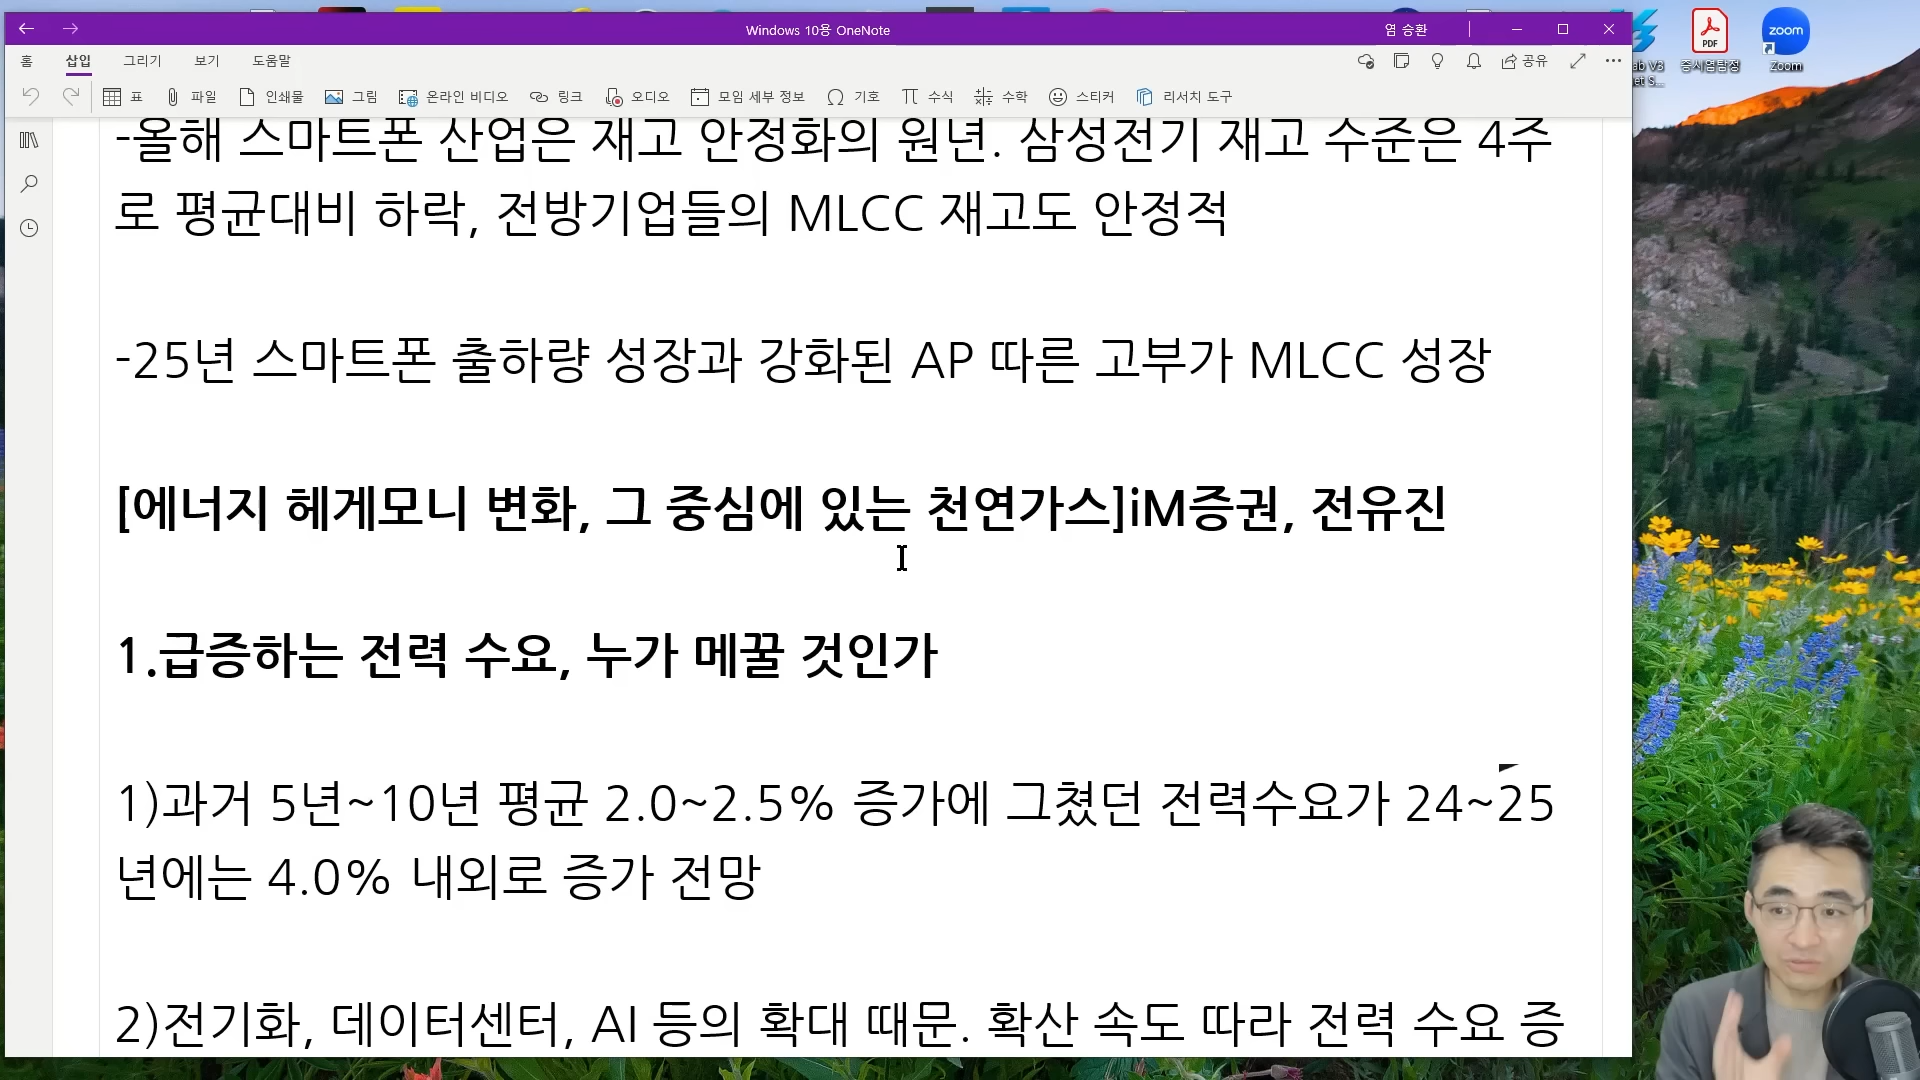 Windows 10용 OneNote
염 승환
홈 삽입 그리기 보기 도움말
공유
표 파일 인쇄물 그림 온라인 비디오 링크 오디오 모임 세부 정보 기호 수식 수학 스티커 리서치 도구
-올해 스마트폰 산업은 재고 안정화의 원년. 삼성전기 재고 수준은 4주
로 평균대비 하락, 전방기업들의 MLCC 재고도 안정적
-25년 스마트폰 출하량 성장과 강화된 AP 따른 고부가 MLCC 성장
[에너지 헤게모니 변화, 그 중심에 있는 천연가스]iM증권, 전유진
1.급증하는 전력 수요, 누가 메꿀 것인가
1)과거 5년~10년 평균 2.0~2.5% 증가에 그쳤던 전력수요가 24~25
년에는 4.0% 내외로 증가 전망
2)전기화, 데이터센터, AI 등의 확대 때문. 확산 속도 따라 전력 수요 증
ab V3
et S...
PDF
증시염탐정
zoom
Zoom